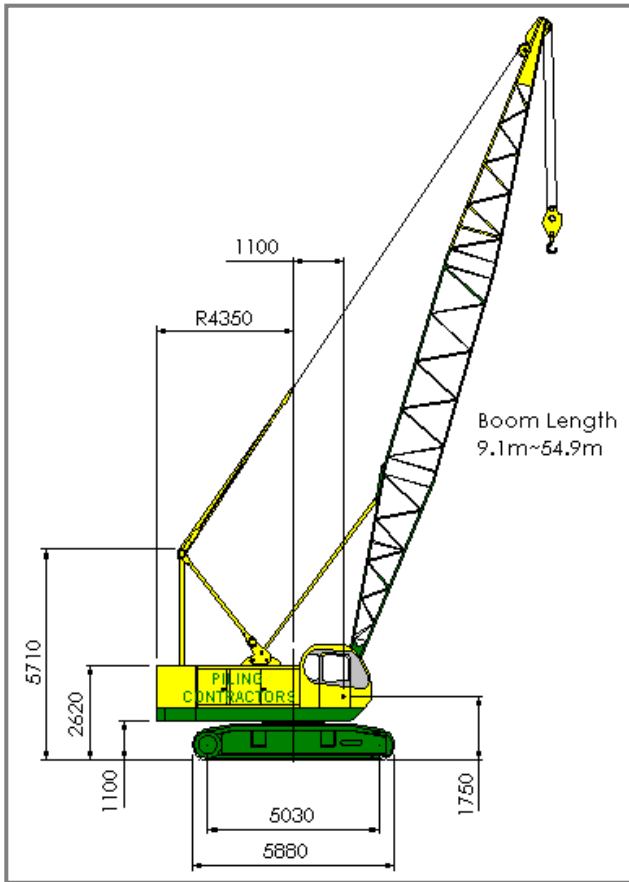 1100
R4350
Boom Length
9.1m~54.9m
5710
2620
PILING
CONTRACTORS
1100
1750
5030
5880